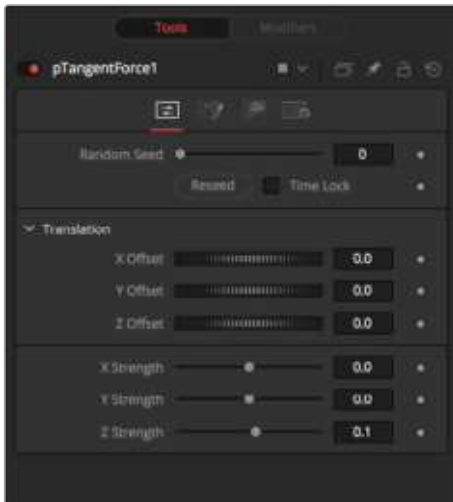 Tools Modifiers
pTangentForce1
Random Seed 0
Reseed Time Lock
Translation
X Offset 0.0
Y Offset 0.0
Z Offset 0.0
X Strength 0.0
Y Strength 0.0
Z Strength 0.1